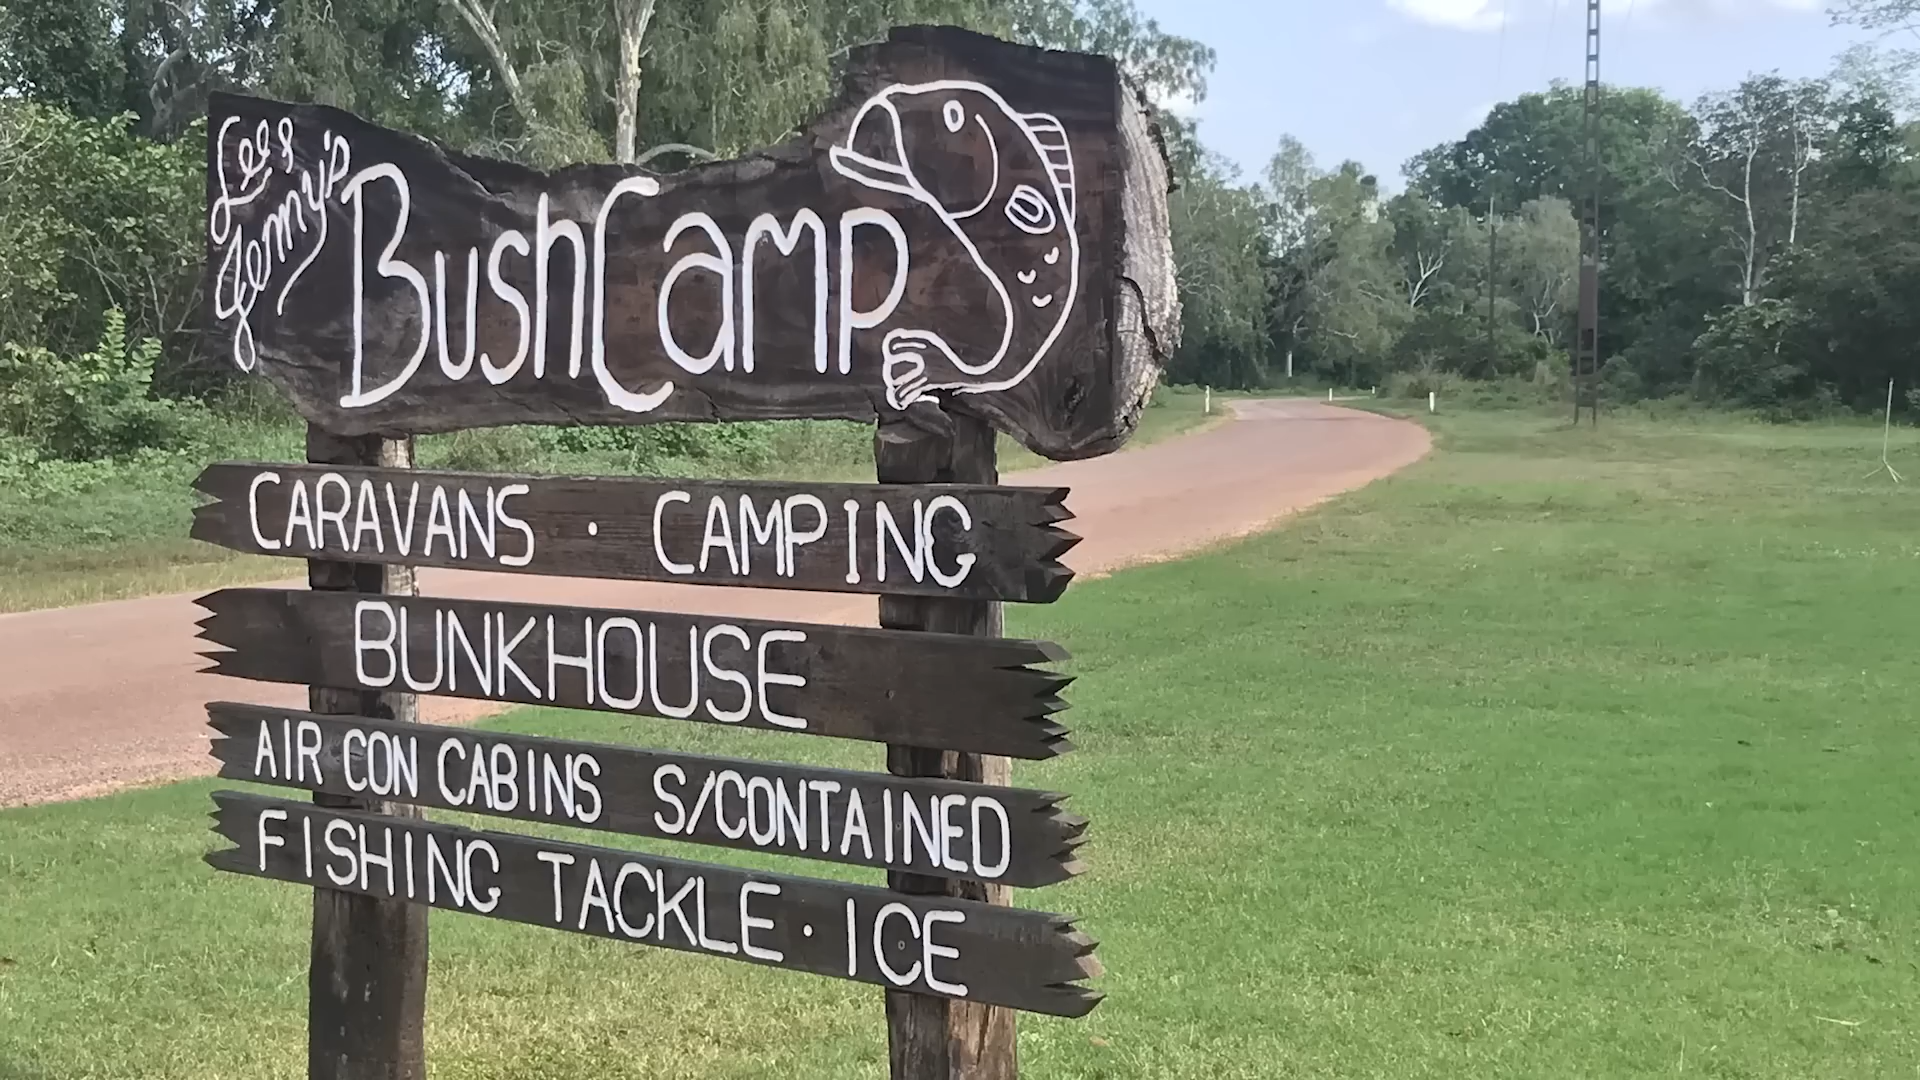 Lee &
Jenny's
BushCamp
CARAVANS · CAMPING
BUNKHOUSE
AIR CON CABINS S/CONTAINED
FISHING TACKLE · ICE